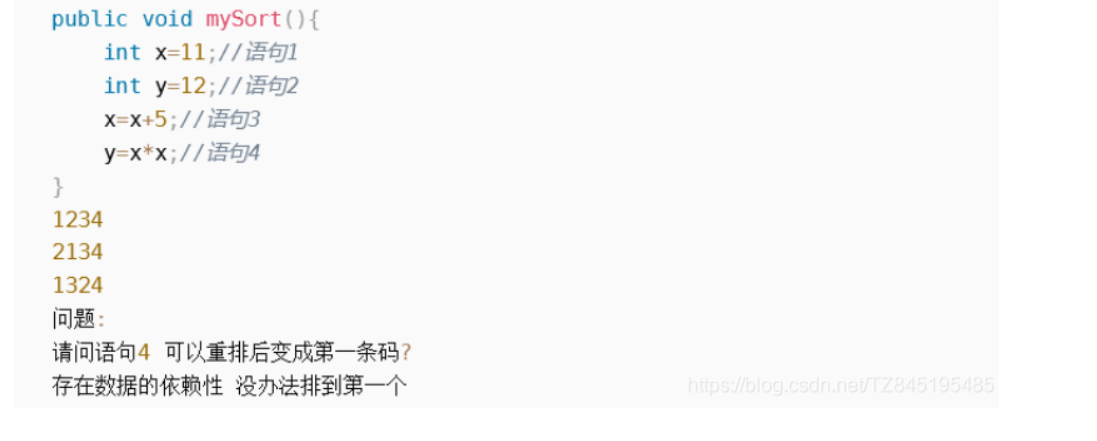 public void mySort(){
    int x=11;//语句1
    int y=12;//语句2
    x=x+5;//语句3
    y=x*x;//语句4
}
1234
2134
1324
问题:
请问语句4 可以重排后变成第一条码?
存在数据的依赖性 没办法排到第一个
https://blog.csdn.net/TZ845195485